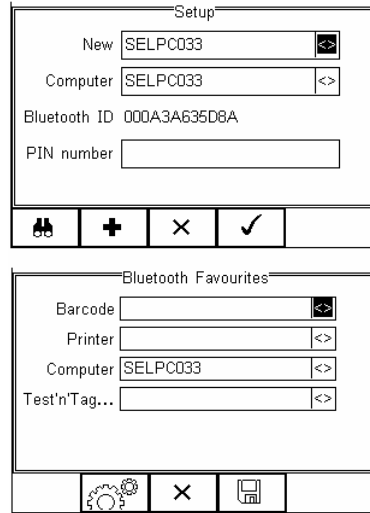 Setup
New SELPC033 <>
Computer SELPC033 <>
Bluetooth ID 000A3A635D8A
PIN number
Bluetooth Favourites
Barcode <>
Printer <>
Computer SELPC033 <>
Test'n'Tag... <>